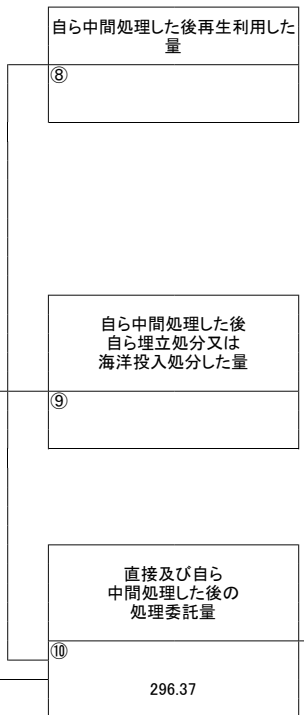 自ら中間処理した後再生利用した
量
⑧
自ら中間処理した後
自ら埋立処分又は
海洋投入処分した量
⑨
直接及び自ら
中間処理した後の
処理委託量
⑩
296.37